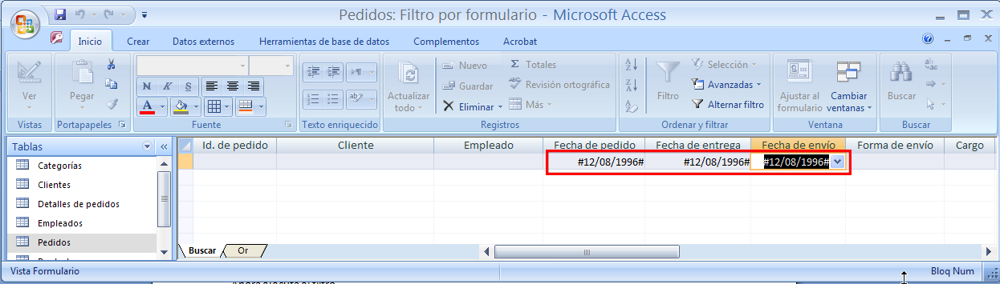 Pedidos: Filtro por formulario - Microsoft Access
Inicio Crear Datos externos Herramientas de base de datos Complementos Acrobat
Ver Pegar N K S A Actualizar todo Nuevo Guardar Eliminar Σ Totales Revisión ortográfica Más Filtro Selección Avanzadas Alternar filtro Ajustar al formulario Cambiar ventanas Buscar
Vistas Portapapeles Fuente Texto enriquecido Registros Ordenar y filtrar Ventana Buscar
Tablas Id. de pedido Cliente Empleado Fecha de pedido Fecha de entrega Fecha de envío Forma de envío Cargo
Categorías #12/08/1996# #12/08/1996# #12/08/1996#
Clientes
Detalles de pedidos
Empleados
Pedidos
Buscar Or
Vista Formulario Bloq Num